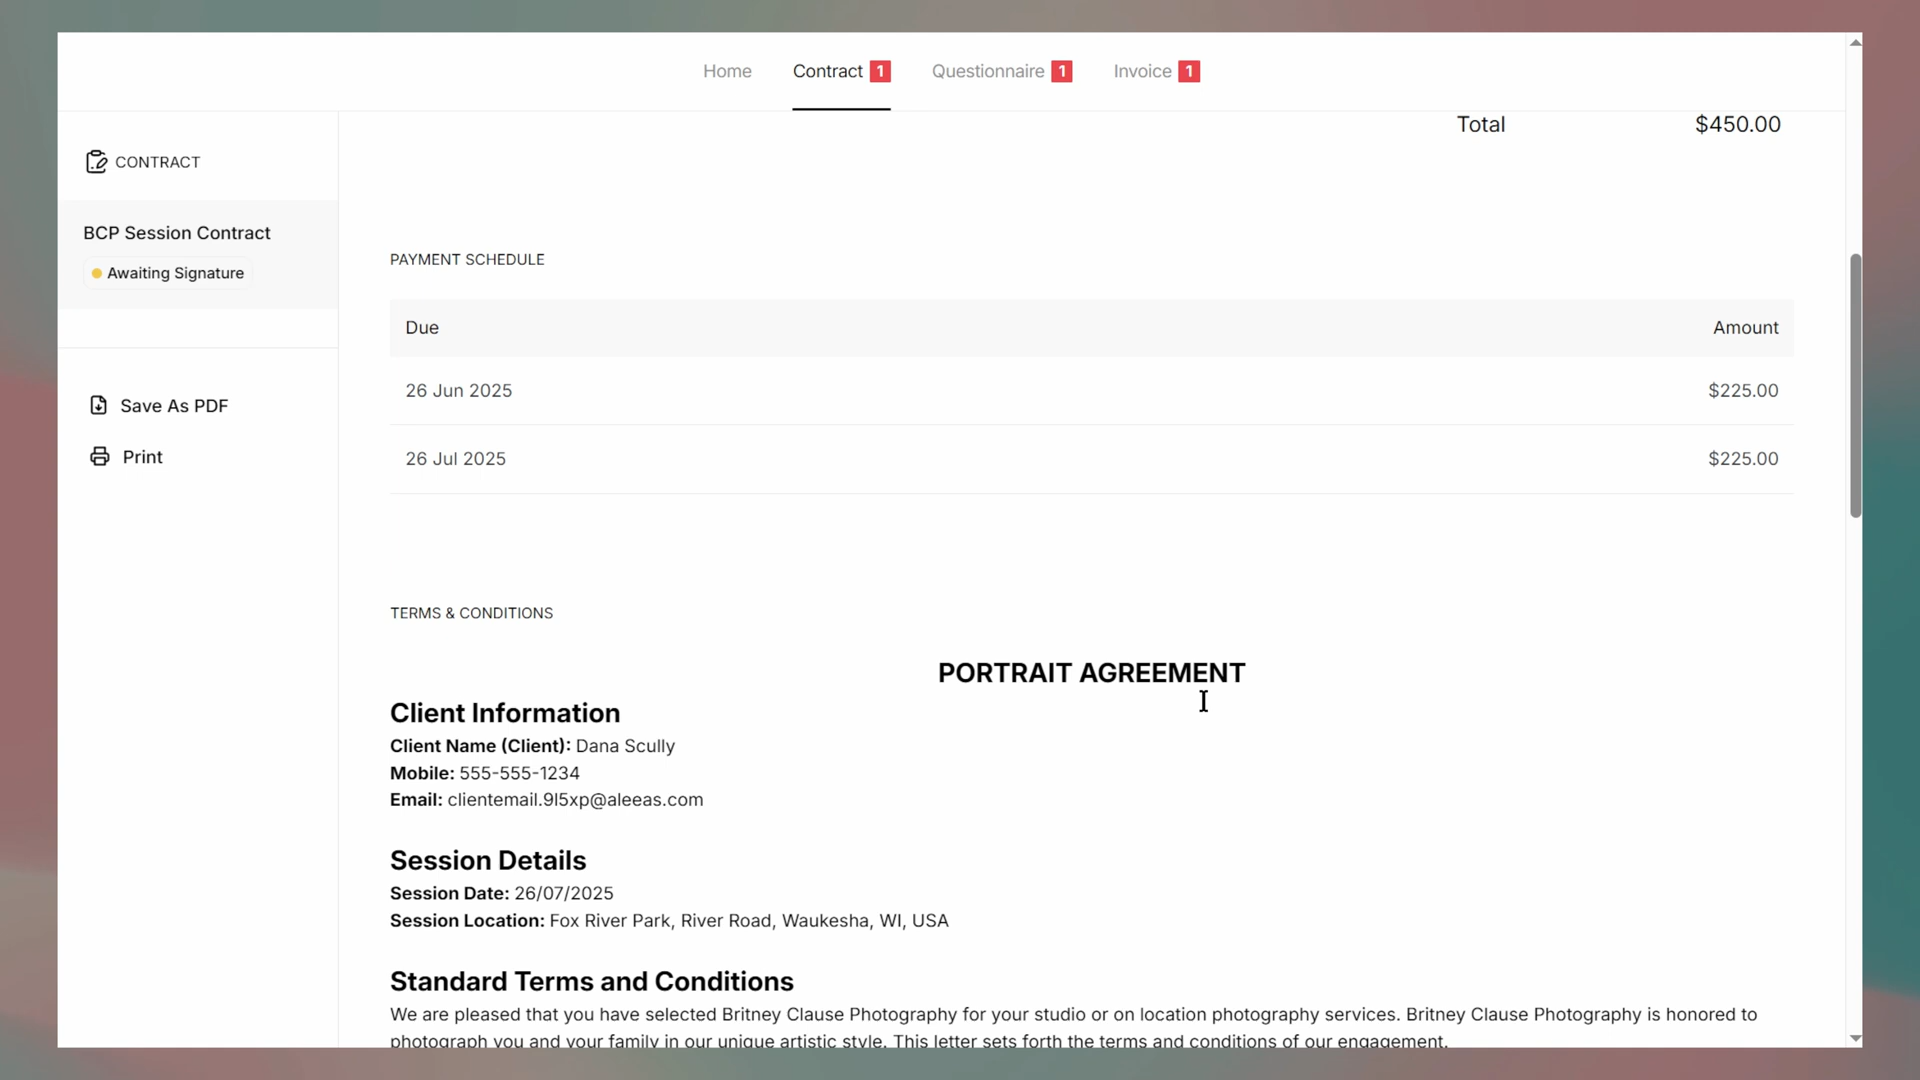 Home Contract 1 Questionnaire 1 Invoice 1
CONTRACT
BCP Session Contract
Awaiting Signature
Save As PDF
Print
Total $450.00
PAYMENT SCHEDULE
Due Amount
26 Jun 2025 $225.00
26 Jul 2025 $225.00
TERMS & CONDITIONS
PORTRAIT AGREEMENT
Client Information
Client Name (Client): Dana Scully
Mobile: 555-555-1234
Email: clientemail.9l5xp@aleeas.com
Session Details
Session Date: 26/07/2025
Session Location: Fox River Park, River Road, Waukesha, WI, USA
Standard Terms and Conditions
We are pleased that you have selected Britney Clause Photography for your studio or on location photography services. Britney Clause Photography is honored to
photograph you and your family in our unique artistic style. This letter sets forth the terms and conditions of our engagement.